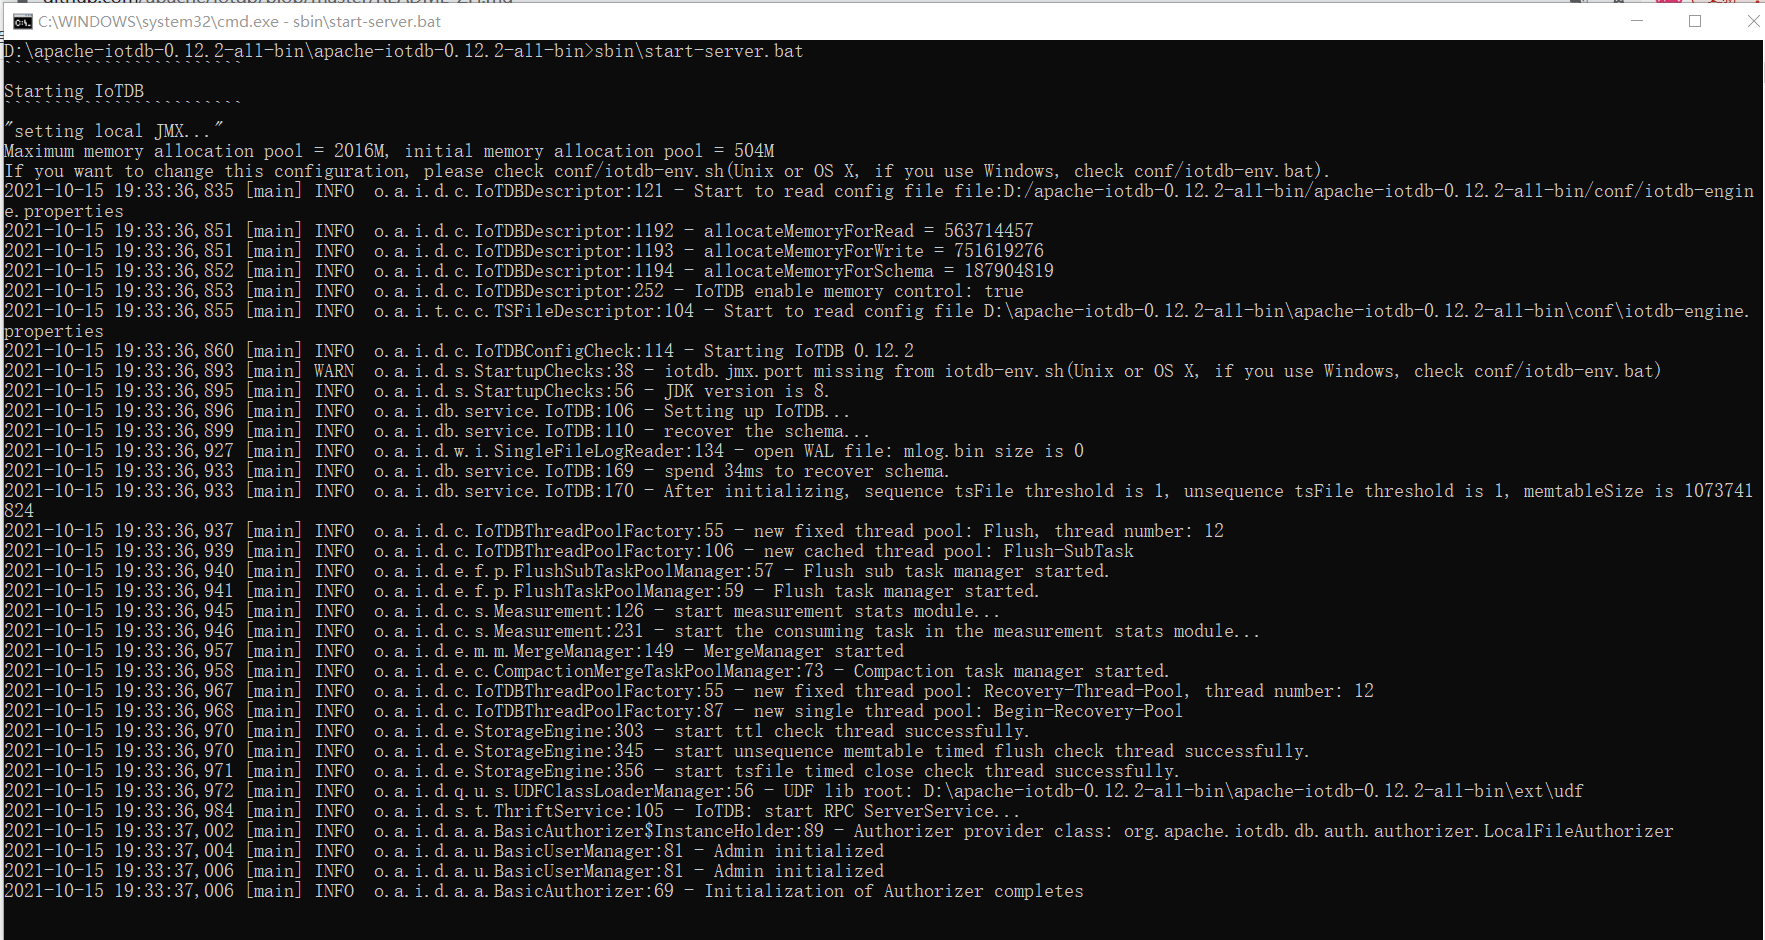 C:\WINDOWS\system32\cmd.exe - sbin\start-server.bat
D:\apache-iotdb-0.12.2-all-bin\apache-iotdb-0.12.2-all-bin>sbin\start-server.bat
````````````````````````
Starting IoTDB
````````````````````````
"setting local JMX..."
Maximum memory allocation pool = 2016M, initial memory allocation pool = 504M
If you want to change this configuration, please check conf/iotdb-env.sh(Unix or OS X, if you use Windows, check conf/iotdb-env.bat).
2021-10-15 19:33:36,835 [main] INFO  o.a.i.d.c.IoTDBDescriptor:121 - Start to read config file file:D:/apache-iotdb-0.12.2-all-bin/apache-iotdb-0.12.2-all-bin/conf/iotdb-engin
e.properties
2021-10-15 19:33:36,851 [main] INFO  o.a.i.d.c.IoTDBDescriptor:1192 - allocateMemoryForRead = 563714457
2021-10-15 19:33:36,851 [main] INFO  o.a.i.d.c.IoTDBDescriptor:1193 - allocateMemoryForWrite = 751619276
2021-10-15 19:33:36,852 [main] INFO  o.a.i.d.c.IoTDBDescriptor:1194 - allocateMemoryForSchema = 187904819
2021-10-15 19:33:36,853 [main] INFO  o.a.i.d.c.IoTDBDescriptor:252 - IoTDB enable memory control: true
2021-10-15 19:33:36,855 [main] INFO  o.a.i.t.c.c.TSFileDescriptor:104 - Start to read config file D:\apache-iotdb-0.12.2-all-bin\apache-iotdb-0.12.2-all-bin\conf\iotdb-engine.
properties
2021-10-15 19:33:36,860 [main] INFO  o.a.i.d.c.IoTDBConfigCheck:114 - Starting IoTDB 0.12.2
2021-10-15 19:33:36,893 [main] WARN  o.a.i.d.s.StartupChecks:38 - iotdb.jmx.port missing from iotdb-env.sh(Unix or OS X, if you use Windows, check conf/iotdb-env.bat)
2021-10-15 19:33:36,895 [main] INFO  o.a.i.d.s.StartupChecks:56 - JDK version is 8.
2021-10-15 19:33:36,896 [main] INFO  o.a.i.db.service.IoTDB:106 - Setting up IoTDB...
2021-10-15 19:33:36,899 [main] INFO  o.a.i.db.service.IoTDB:110 - recover the schema...
2021-10-15 19:33:36,927 [main] INFO  o.a.i.d.w.i.SingleFileLogReader:134 - open WAL file: mlog.bin size is 0
2021-10-15 19:33:36,933 [main] INFO  o.a.i.db.service.IoTDB:169 - spend 34ms to recover schema.
2021-10-15 19:33:36,933 [main] INFO  o.a.i.db.service.IoTDB:170 - After initializing, sequence tsFile threshold is 1, unsequence tsFile threshold is 1, memtableSize is 1073741
824
2021-10-15 19:33:36,937 [main] INFO  o.a.i.d.c.IoTDBThreadPoolFactory:55 - new fixed thread pool: Flush, thread number: 12
2021-10-15 19:33:36,939 [main] INFO  o.a.i.d.c.IoTDBThreadPoolFactory:106 - new cached thread pool: Flush-SubTask
2021-10-15 19:33:36,940 [main] INFO  o.a.i.d.e.f.p.FlushSubTaskPoolManager:57 - Flush sub task manager started.
2021-10-15 19:33:36,941 [main] INFO  o.a.i.d.e.f.p.FlushTaskPoolManager:59 - Flush task manager started.
2021-10-15 19:33:36,945 [main] INFO  o.a.i.d.c.s.Measurement:126 - start measurement stats module...
2021-10-15 19:33:36,946 [main] INFO  o.a.i.d.c.s.Measurement:231 - start the consuming task in the measurement stats module...
2021-10-15 19:33:36,957 [main] INFO  o.a.i.d.e.m.m.MergeManager:149 - MergeManager started
2021-10-15 19:33:36,958 [main] INFO  o.a.i.d.e.c.CompactionMergeTaskPoolManager:73 - Compaction task manager started.
2021-10-15 19:33:36,967 [main] INFO  o.a.i.d.c.IoTDBThreadPoolFactory:55 - new fixed thread pool: Recovery-Thread-Pool, thread number: 12
2021-10-15 19:33:36,968 [main] INFO  o.a.i.d.c.IoTDBThreadPoolFactory:87 - new single thread pool: Begin-Recovery-Pool
2021-10-15 19:33:36,970 [main] INFO  o.a.i.d.e.StorageEngine:303 - start ttl check thread successfully.
2021-10-15 19:33:36,970 [main] INFO  o.a.i.d.e.StorageEngine:345 - start unsequence memtable timed flush check thread successfully.
2021-10-15 19:33:36,971 [main] INFO  o.a.i.d.e.StorageEngine:356 - start tsfile timed close check thread successfully.
2021-10-15 19:33:36,972 [main] INFO  o.a.i.d.q.u.s.UDFClassLoaderManager:56 - UDF lib root: D:\apache-iotdb-0.12.2-all-bin\apache-iotdb-0.12.2-all-bin\ext\udf
2021-10-15 19:33:36,984 [main] INFO  o.a.i.d.s.t.ThriftService:105 - IoTDB: start RPC ServerService...
2021-10-15 19:33:37,002 [main] INFO  o.a.i.d.a.a.BasicAuthorizer$InstanceHolder:89 - Authorizer provider class: org.apache.iotdb.db.auth.authorizer.LocalFileAuthorizer
2021-10-15 19:33:37,004 [main] INFO  o.a.i.d.a.u.BasicUserManager:81 - Admin initialized
2021-10-15 19:33:37,006 [main] INFO  o.a.i.d.a.u.BasicUserManager:81 - Admin initialized
2021-10-15 19:33:37,006 [main] INFO  o.a.i.d.a.a.BasicAuthorizer:69 - Initialization of Authorizer completes